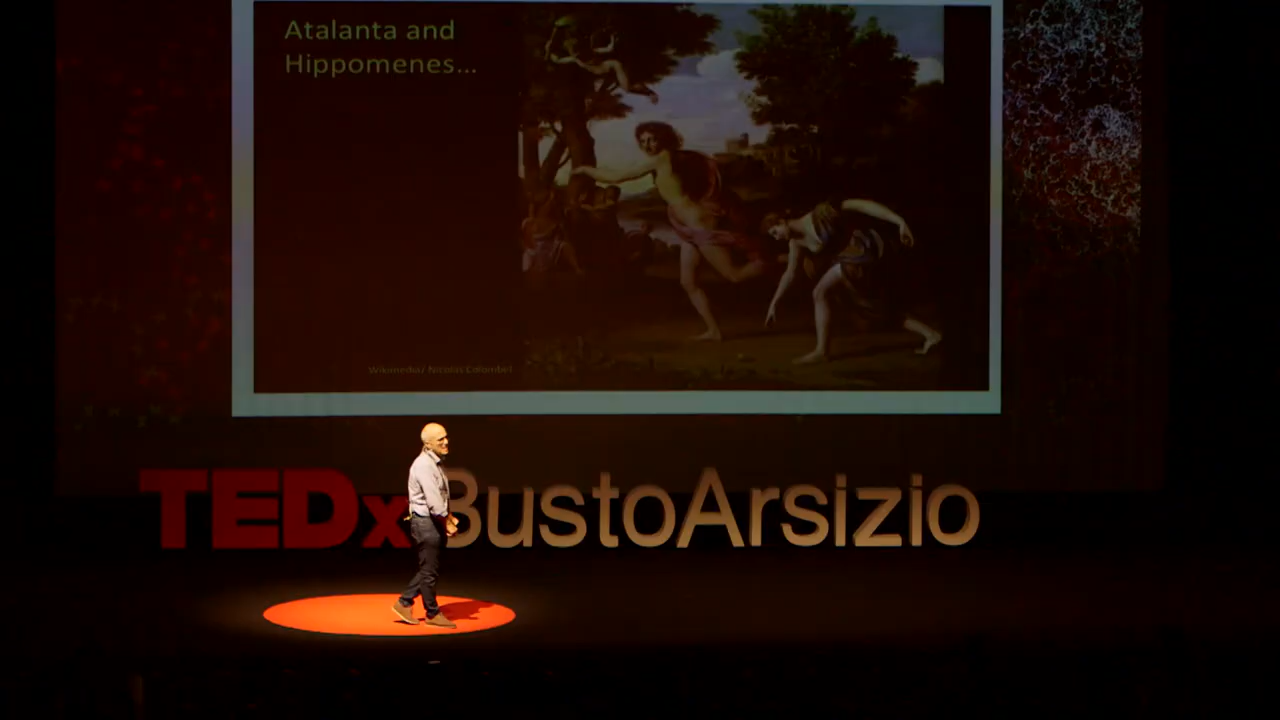 Atalanta and
Hippomenes...
Wikimedia/ Nicolas Colombel
TEDxBustoArsizio